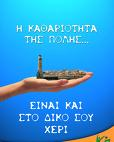 Η ΚΑΘΑΡΙΟΤΗΤΑ
ΤΗΣ ΠΟΛΗΣ...
ΕΙΝΑΙ ΚΑΙ
ΣΤΟ ΔΙΚΟ ΣΟΥ
ΧΕΡΙ